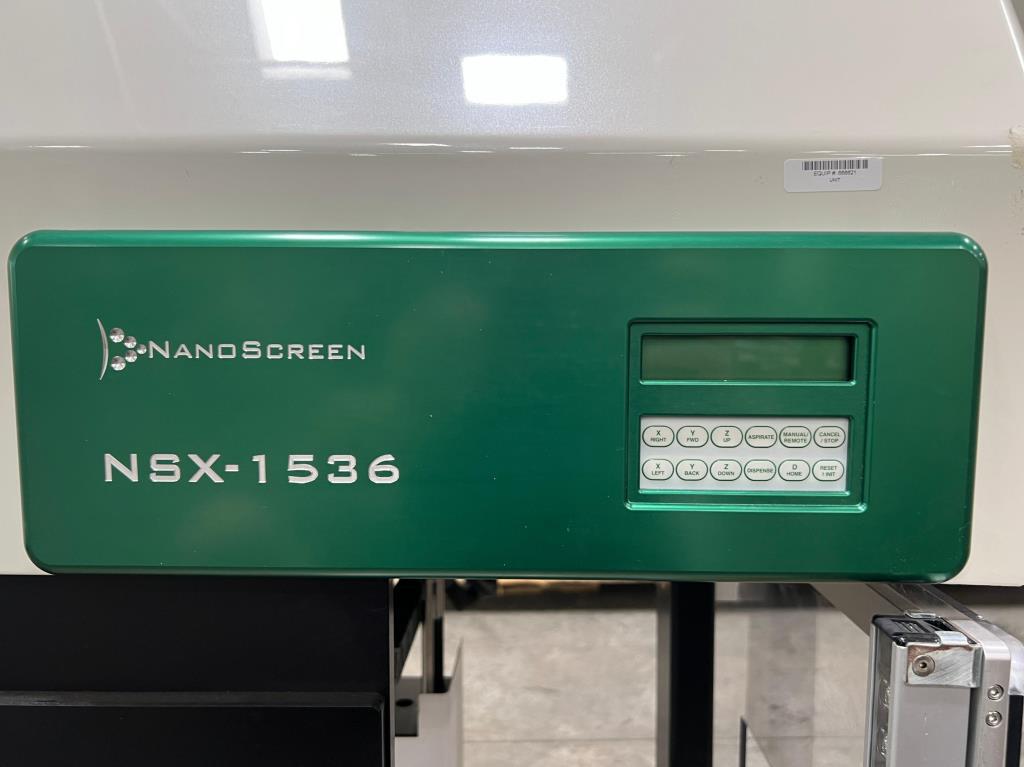 EQUIP #: 666621
UNIT
NANOSCREEN
NSX-1536
X RIGHT
Y FWD
Z UP
ASPIRATE
MANUAL/ REMOTE
CANCEL / STOP
X LEFT
Y BACK
Z DOWN
DISPENSE
D HOME
RESET / INIT